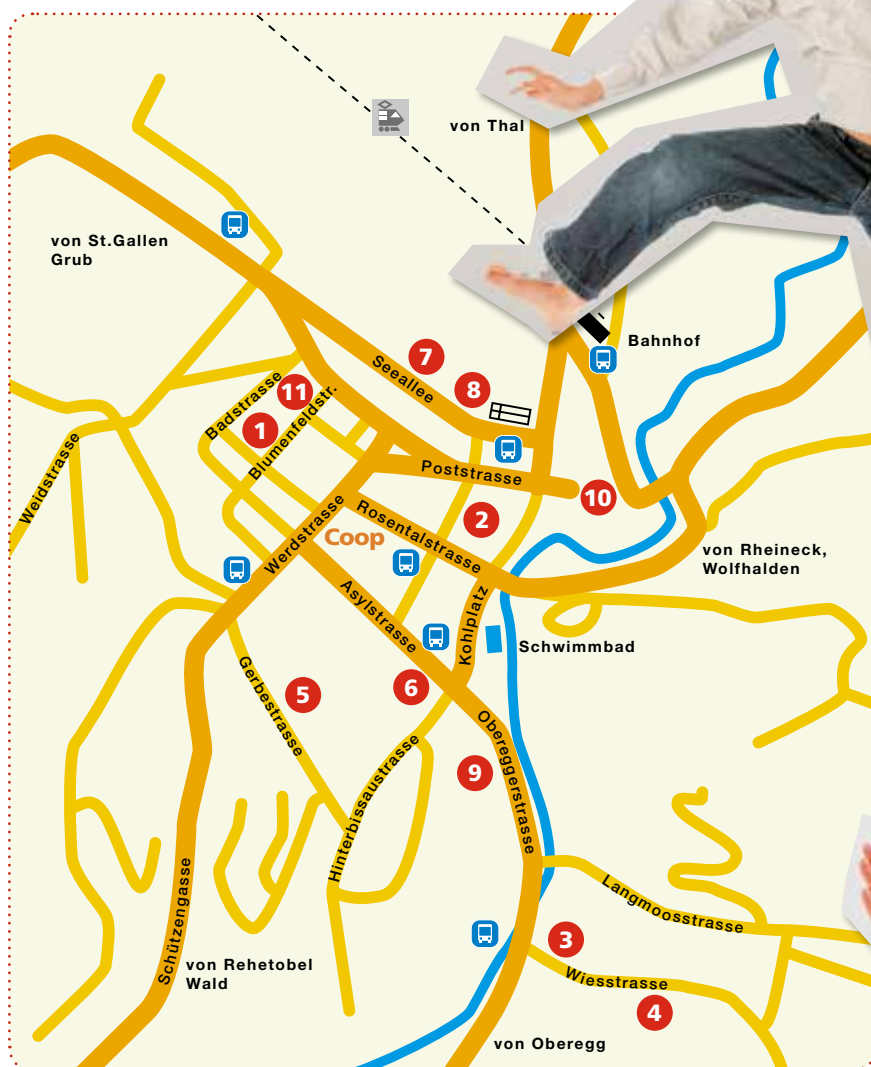 von Thal
von St.Gallen
Grub
Bahnhof
7
Seeallee
8
11
Badstrasse
1
Blumenfeldstr.
Weidstrasse
Poststrasse
10
2
Rosentalstrasse
Werdstrasse
Coop
von Rheineck,
Wolfhalden
Asylstrasse
Kohlplatz
Schwimmbad
Gerbestrasse
5
6
Obereggerstrasse
9
Hinterbissaustrasse
Langmoosstrasse
Schützengasse
3
von Rehetobel
Wald
Wiesstrasse
4
von Oberegg